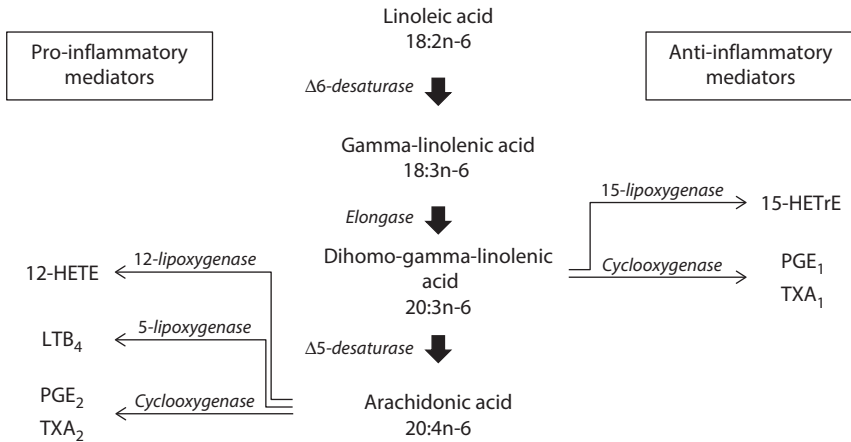 Linoleic acid
18:2n-6
Pro-inflammatory
mediators
Anti-inflammatory
mediators
Δ6-desaturase
Gamma-linolenic acid
18:3n-6
15-lipoxygenase
15-HETrE
Elongase
Dihomo-gamma-linolenic
acid
20:3n-6
Cyclooxygenase
PGE₁
TXA₁
12-lipoxygenase
12-HETE
5-lipoxygenase
LTB₄
Δ5-desaturase
Cyclooxygenase
PGE₂
TXA₂
Arachidonic acid
20:4n-6